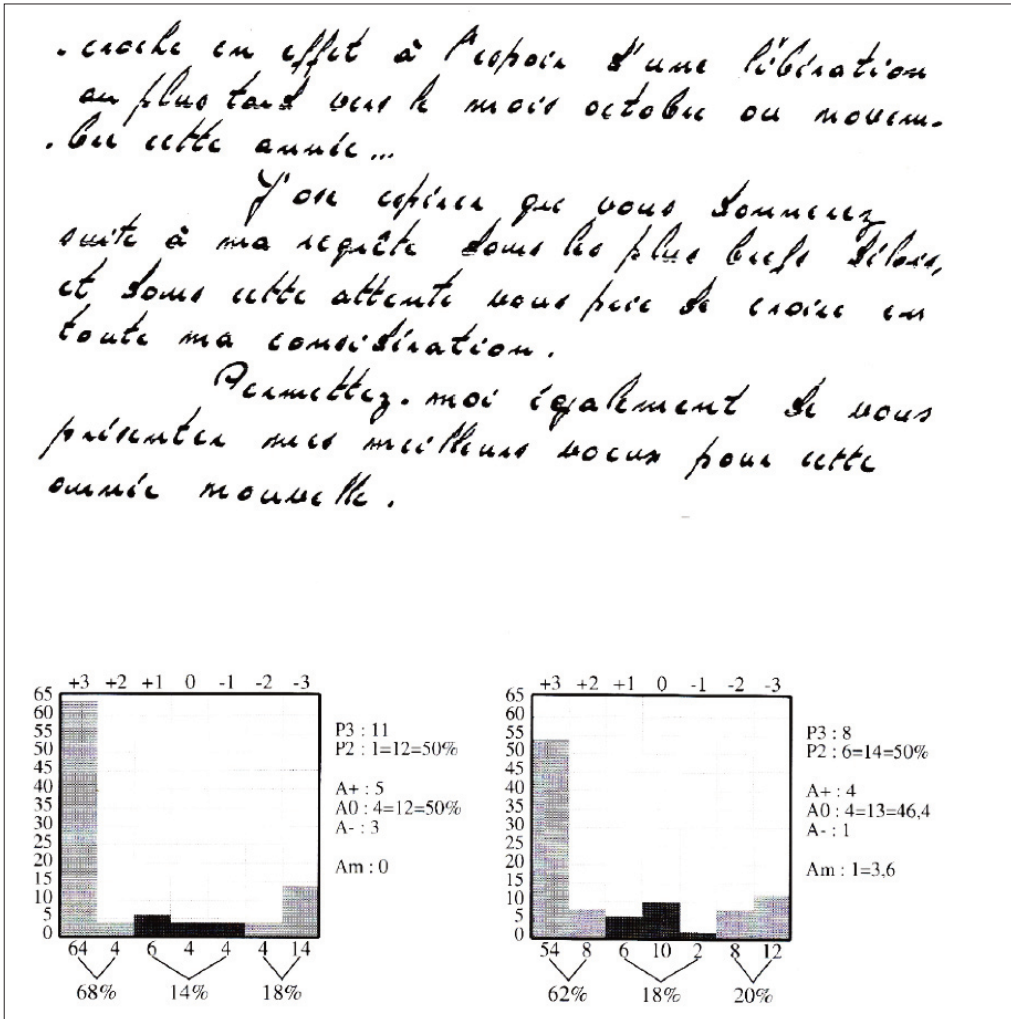 . croche en effet à l'espoir d'une libération
au plus tard vers le mois octobre ou novem.
. bre cette année...
J'ose espérer que vous donnerez
suite à ma requête dans les plus brefs délais,
et dans cette attente vous prie de croire en
toute ma considération.
Permettez-moi également de vous
présenter mes meilleurs voeux pour cette
année nouvelle.
+3 +2 +1 0 -1 -2 -3
65
60
55
50
45
40
35
30
25
20
15
10
5
0
64 4 6 4 4 4 14
68% 14% 18%
P3 : 11
P2 : 1=12=50%
A+ : 5
A0 : 4=12=50%
A- : 3
Am : 0
+3 +2 +1 0 -1 -2 -3
65
60
55
50
45
40
35
30
25
20
15
10
5
0
54 8 6 10 2 8 12
62% 18% 20%
P3 : 8
P2 : 6=14=50%
A+ : 4
A0 : 4=13=46,4
A- : 1
Am : 1=3,6